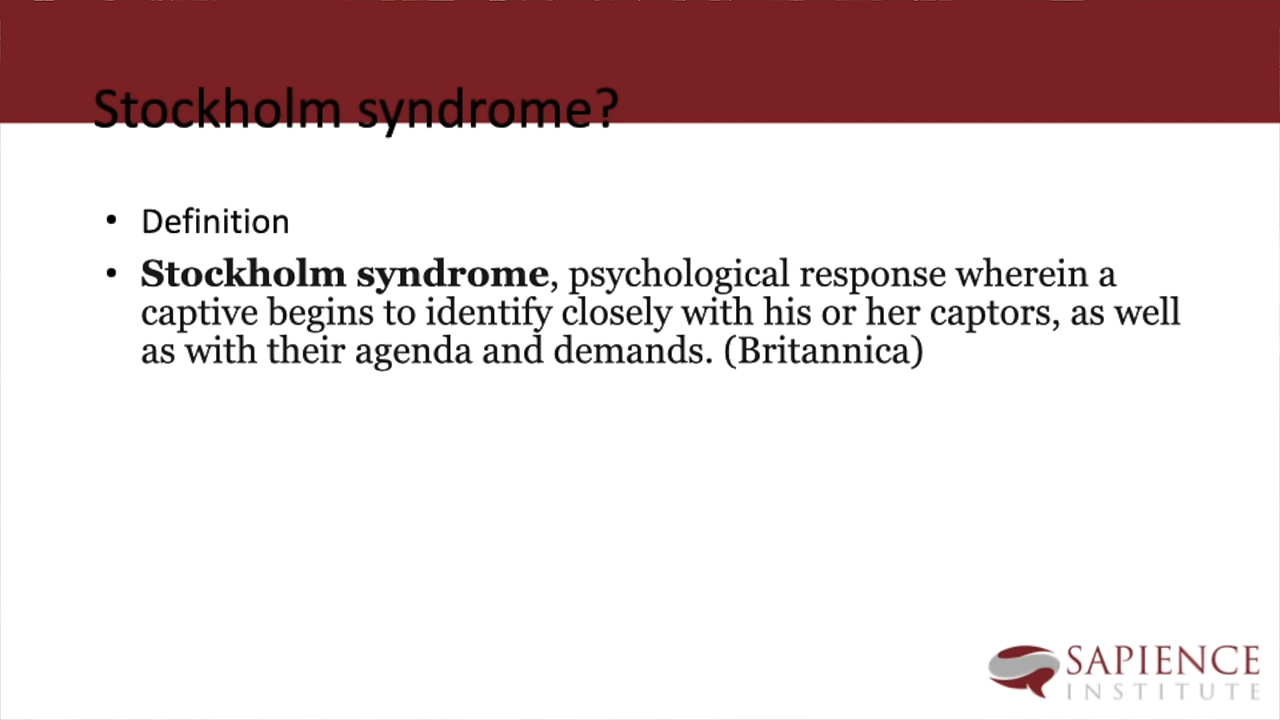 Stockholm syndrome?
• Definition
• Stockholm syndrome, psychological response wherein a
captive begins to identify closely with his or her captors, as well
as with their agenda and demands. (Britannica)
SAPIENCE
INSTITUTE